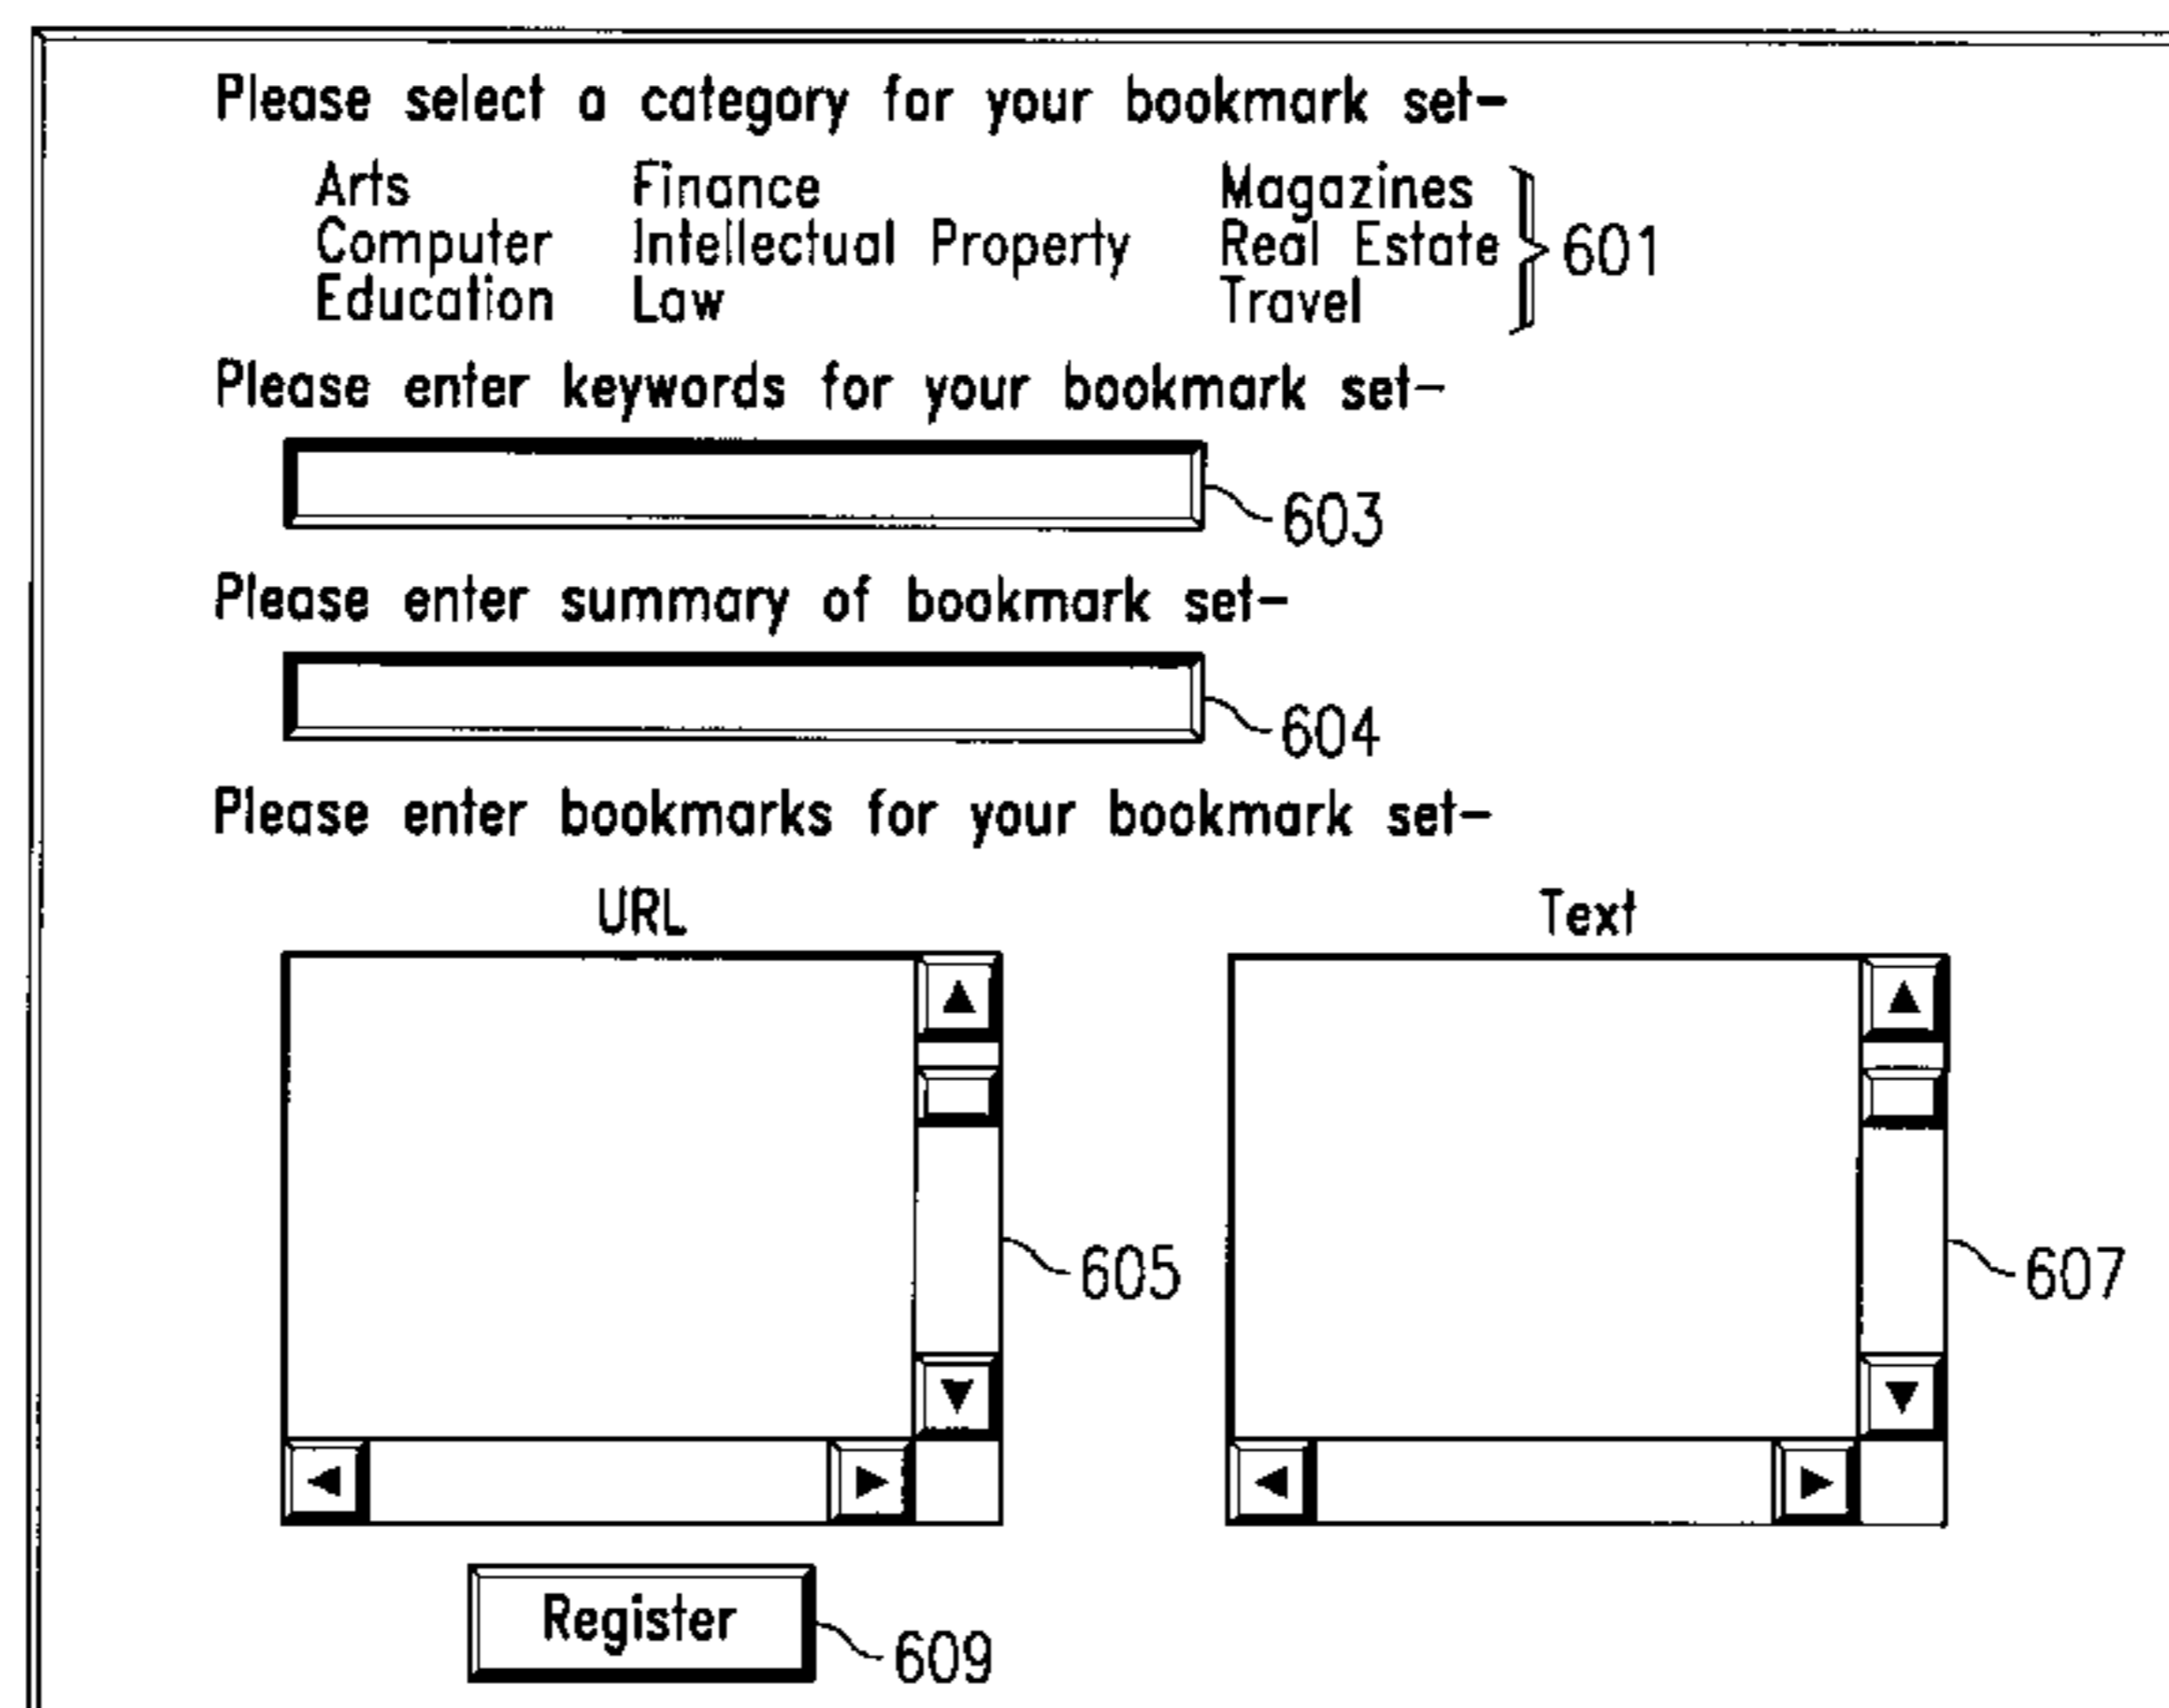 Please select a category for your bookmark set-
Arts Finance Magazines
Computer Intellectual Property Real Estate 601
Education Law Travel
Please enter keywords for your bookmark set-
603
Please enter summary of bookmark set-
604
Please enter bookmarks for your bookmark set-
URL Text
605 607
Register
609